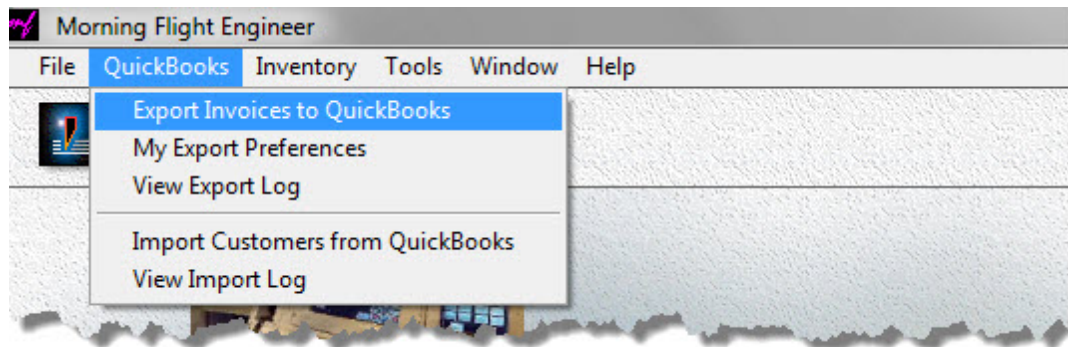 Morning Flight Engineer
File QuickBooks Inventory Tools Window Help
Export Invoices to QuickBooks
My Export Preferences
View Export Log
Import Customers from QuickBooks
View Import Log